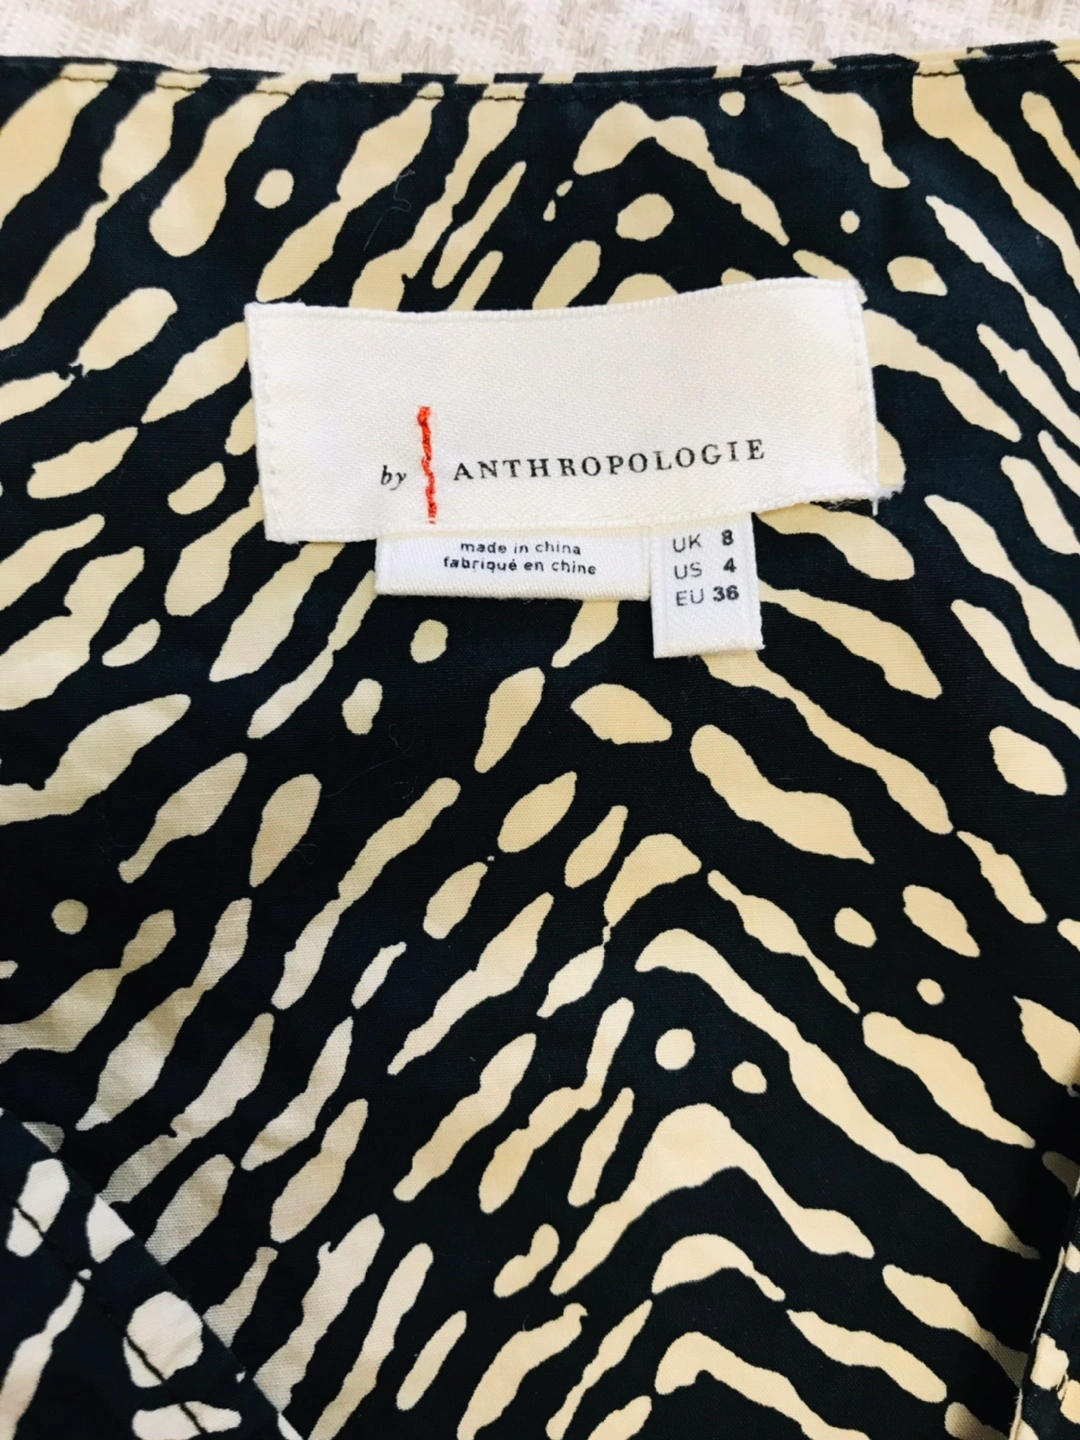 by ANTHROPOLOGIE
made in china
fabriqué en chine
UK 8
US 4
EU 36